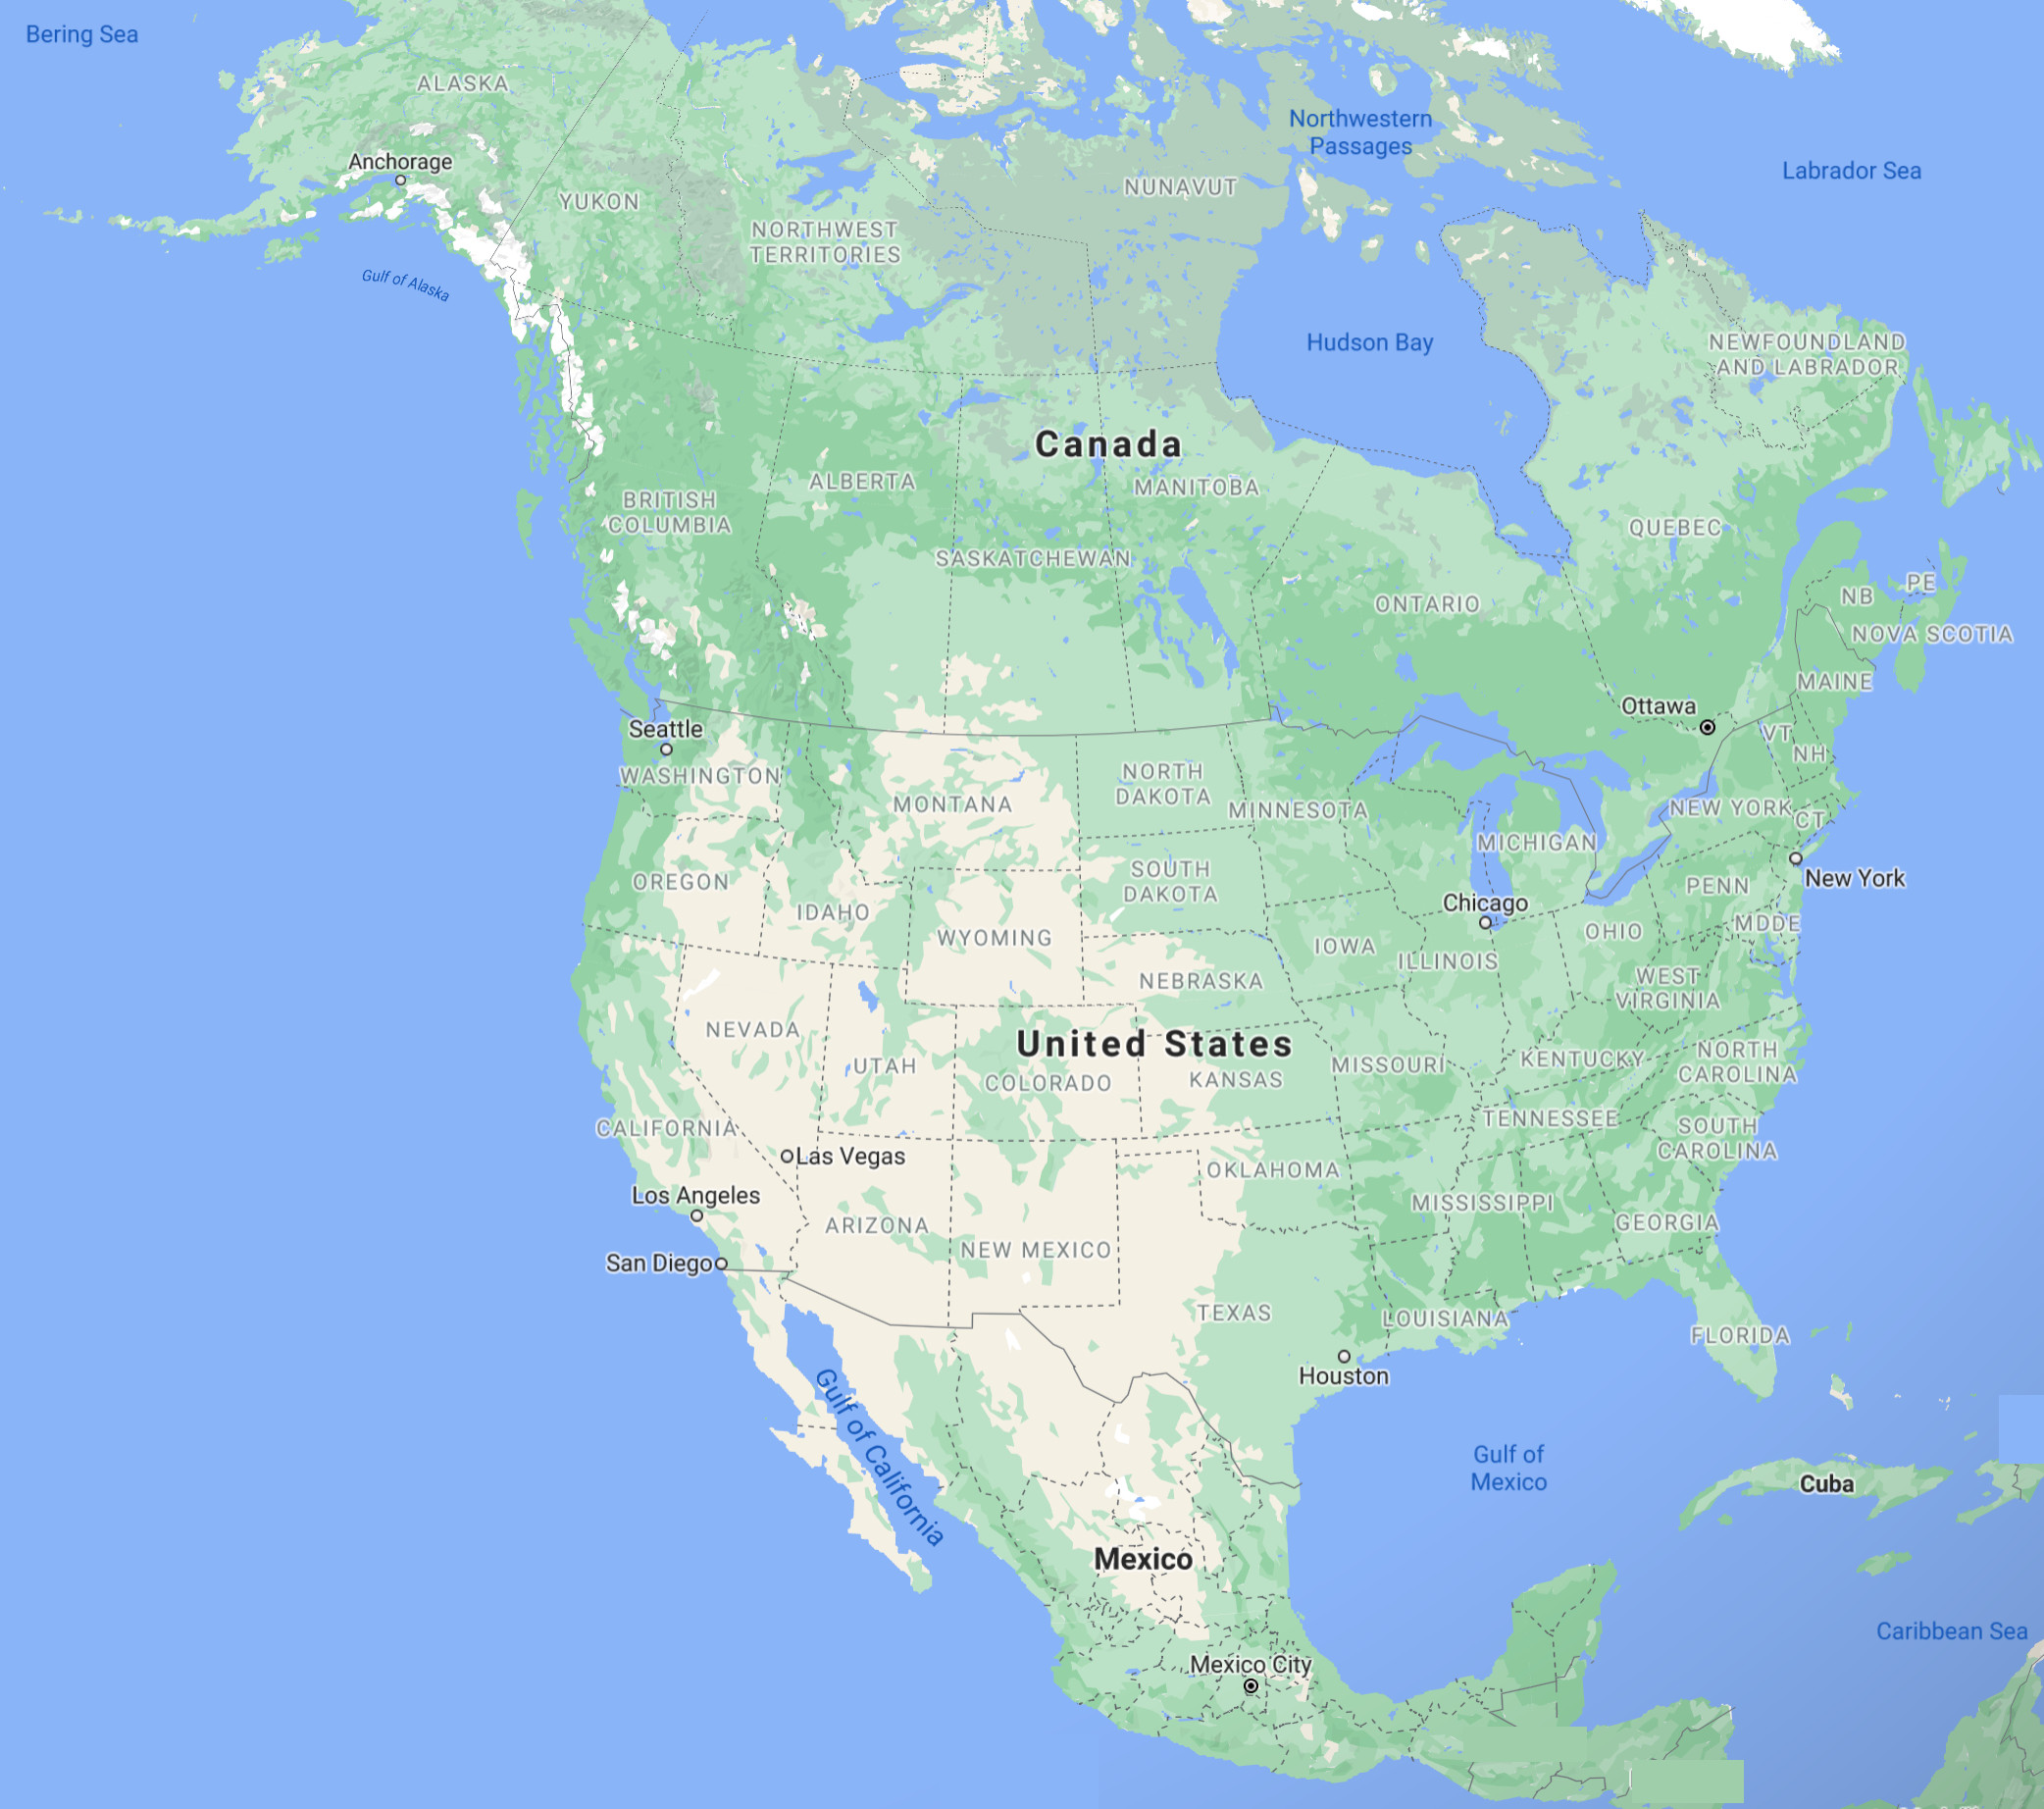 Bering Sea
ALASKA
Northwestern
Passages
Anchorage
Labrador Sea
NUNAVUT
YUKON
NORTHWEST
TERRITORIES
Gulf of Alaska
Hudson Bay
NEWFOUNDLAND
AND LABRADOR
Canada
ALBERTA
MANITOBA
BRITISH
COLUMBIA
QUEBEC
SASKATCHEWAN
PE
NB
ONTARIO
NOVA SCOTIA
MAINE
Ottawa
Seattle
VT
NH
WASHINGTON
NORTH
DAKOTA
MONTANA
MINNESOTA
NEW YORK
CT
MICHIGAN
SOUTH
DAKOTA
OREGON
PENN
New York
Chicago
IDAHO
MDDE
OHIO
WYOMING
IOWA
ILLINOIS
NEBRASKA
WEST
VIRGINIA
NEVADA
United States
UTAH
COLORADO
KANSAS
MISSOURI
KENTUCKY
NORTH
CAROLINA
CALIFORNIA
TENNESSEE
SOUTH
CAROLINA
Las Vegas
OKLAHOMA
Los Angeles
MISSISSIPPI
ARIZONA
GEORGIA
NEW MEXICO
San Diego
TEXAS
LOUISIANA
FLORIDA
Houston
Gulf of California
Gulf of
Mexico
Cuba
Mexico
Caribbean Sea
Mexico City